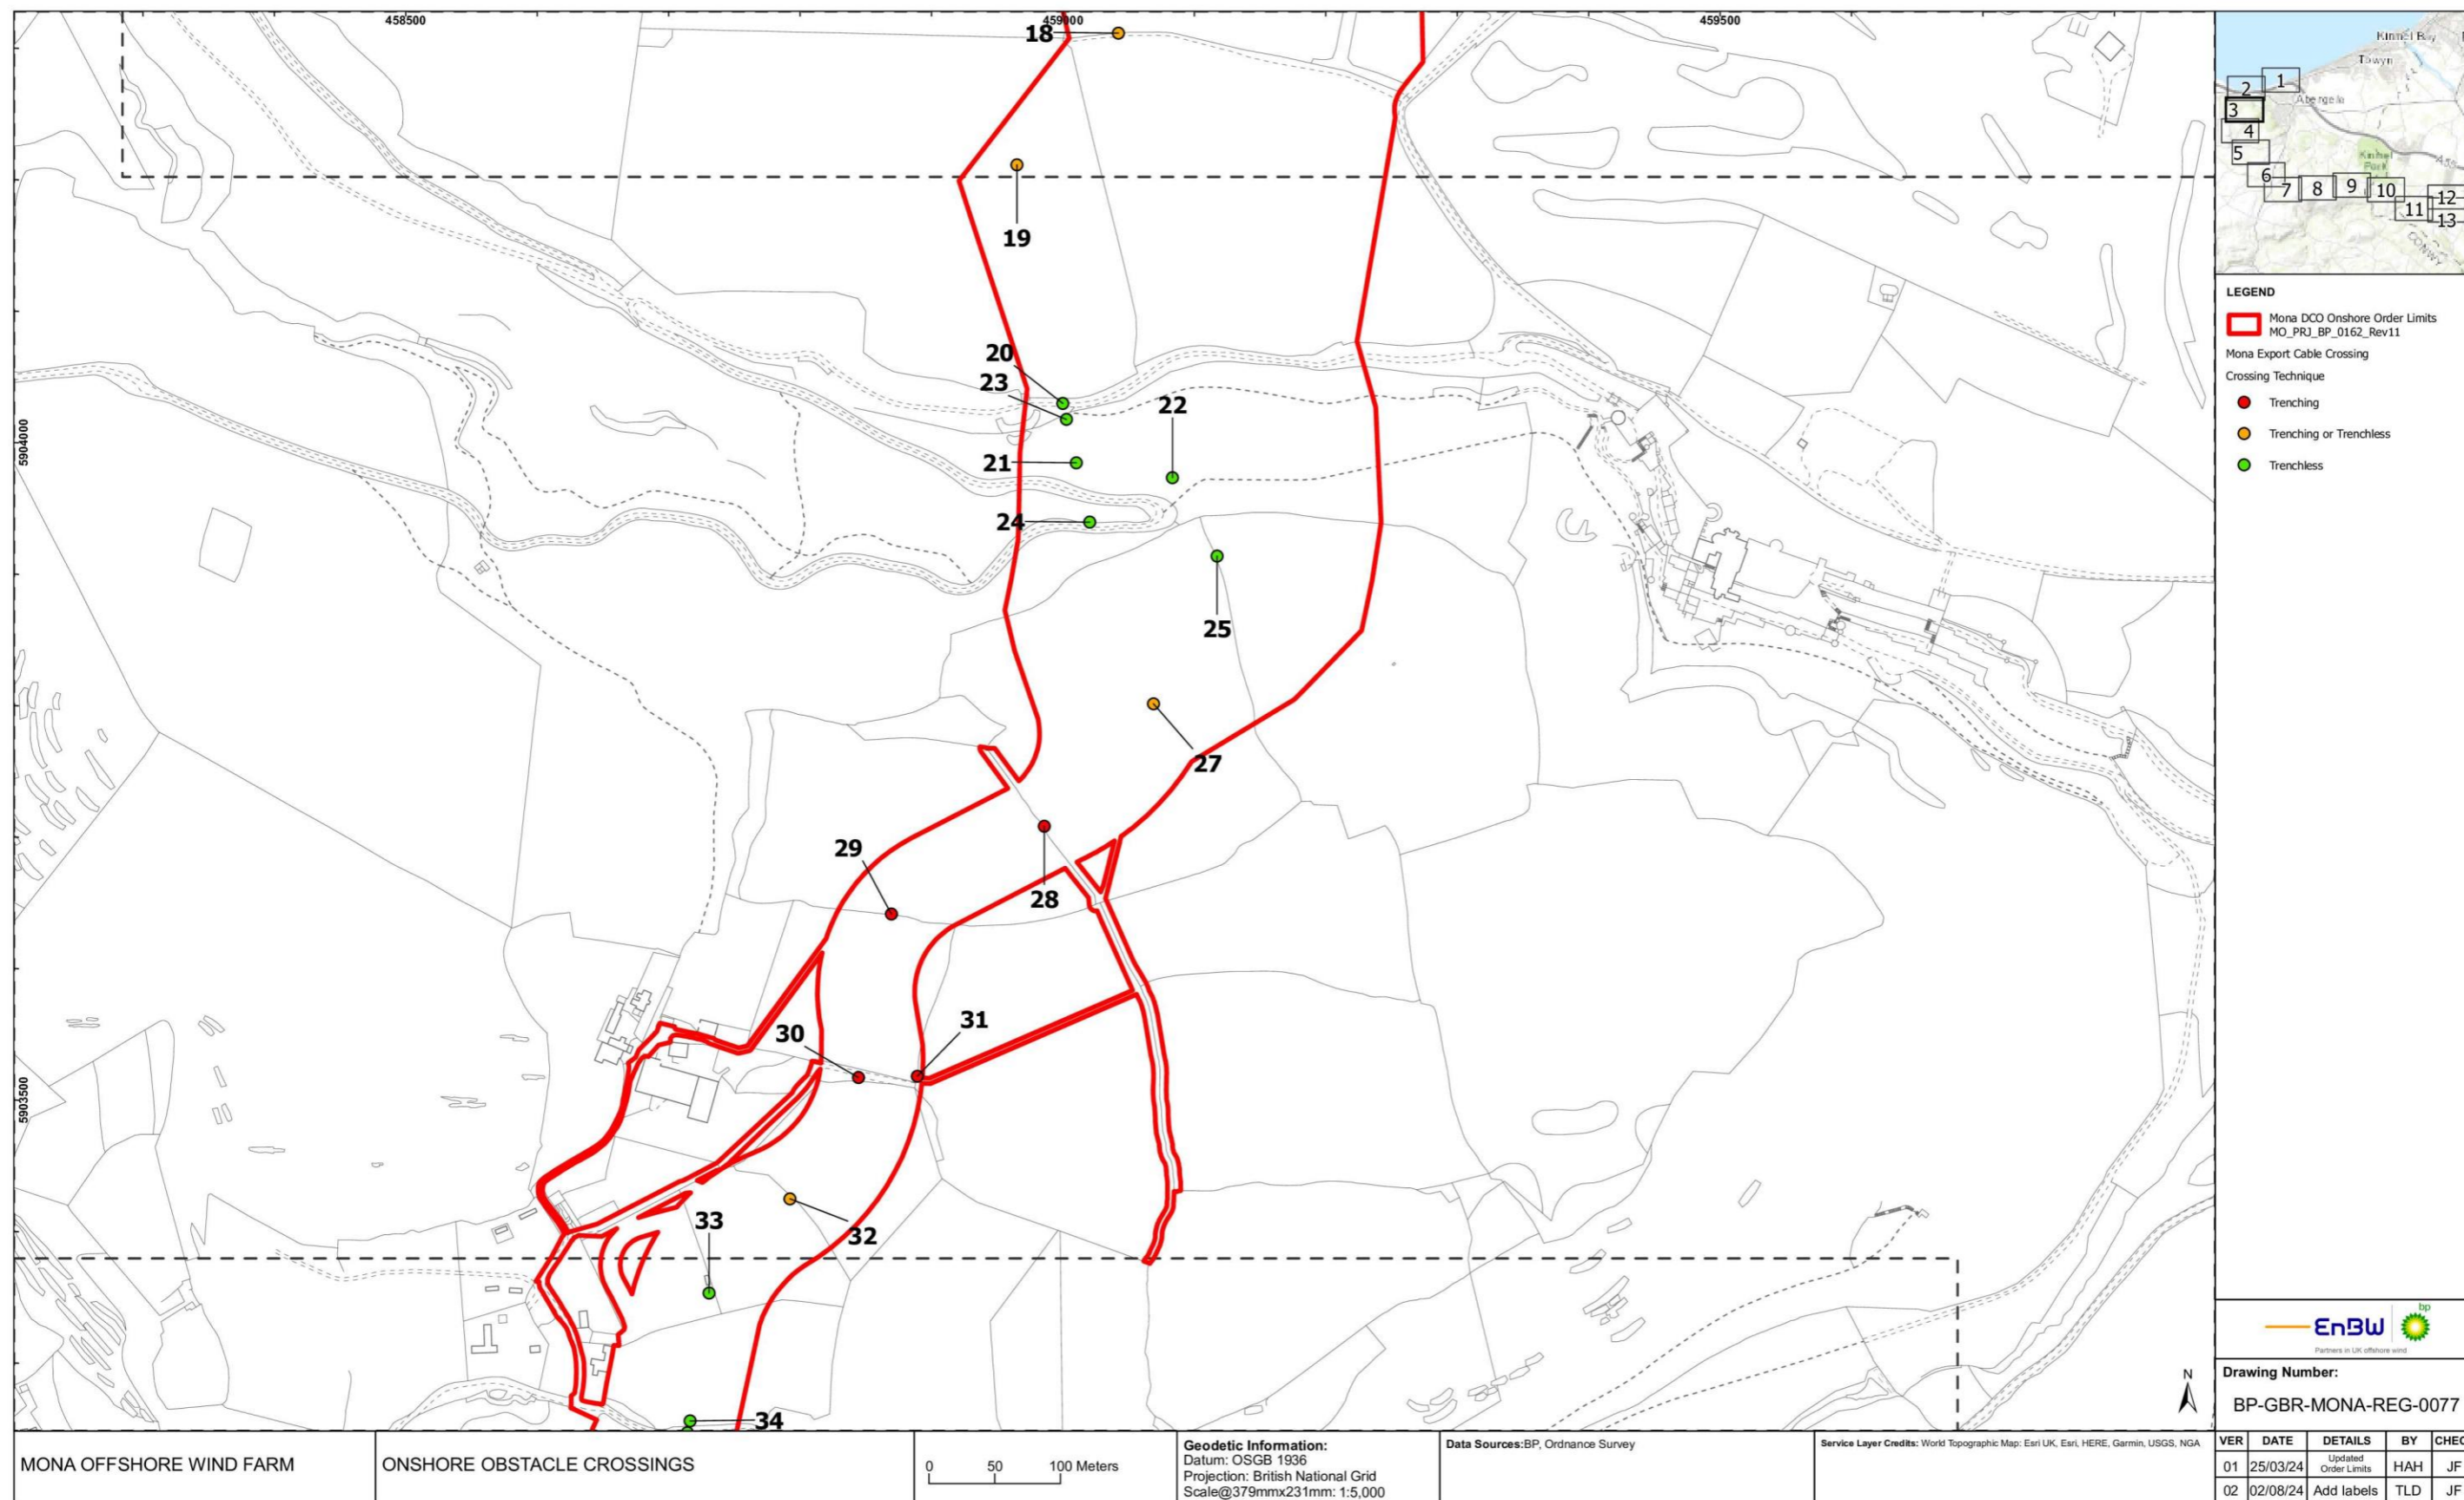 458500
459000
459500
5904000
5903500
18
19
20
23
22
21
24
25
27
28
29
30
31
32
33
34
Kinmel Bay
Towyn
Abergele
Kinmel
Park
A55
CONWY
1
2
3
4
5
6
7
8
9
10
11
12
13
LEGEND
Mona DCO Onshore Order Limits
MO_PRJ_BP_0162_Rev11
Mona Export Cable Crossing
Crossing Technique
Trenching
Trenching or Trenchless
Trenchless
EnBW
bp
Partners in UK offshore wind
Drawing Number:
BP-GBR-MONA-REG-0077
N
MONA OFFSHORE WIND FARM
ONSHORE OBSTACLE CROSSINGS
0 50 100 Meters
Geodetic Information:
Datum: OSGB 1936
Projection: British National Grid
Scale@379mmx231mm: 1:5,000
Data Sources:BP, Ordnance Survey
Service Layer Credits: World Topographic Map: Esri UK, Esri, HERE, Garmin, USGS, NGA
VER DATE DETAILS BY CHEC
01 25/03/24 Updated Order Limits HAH JF
02 02/08/24 Add labels TLD JF